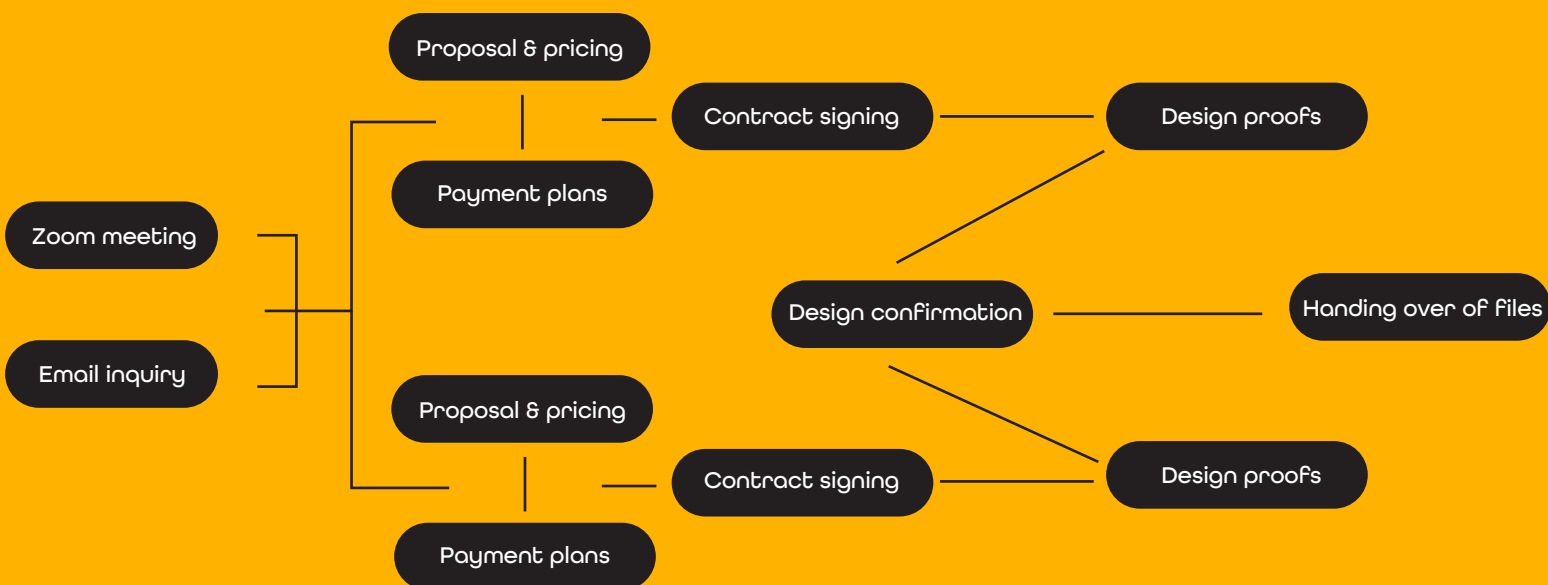 Proposal & pricing
Contract signing
Design proofs
Payment plans
Zoom meeting
Design confirmation
Handing over of files
Email inquiry
Proposal & pricing
Contract signing
Design proofs
Payment plans